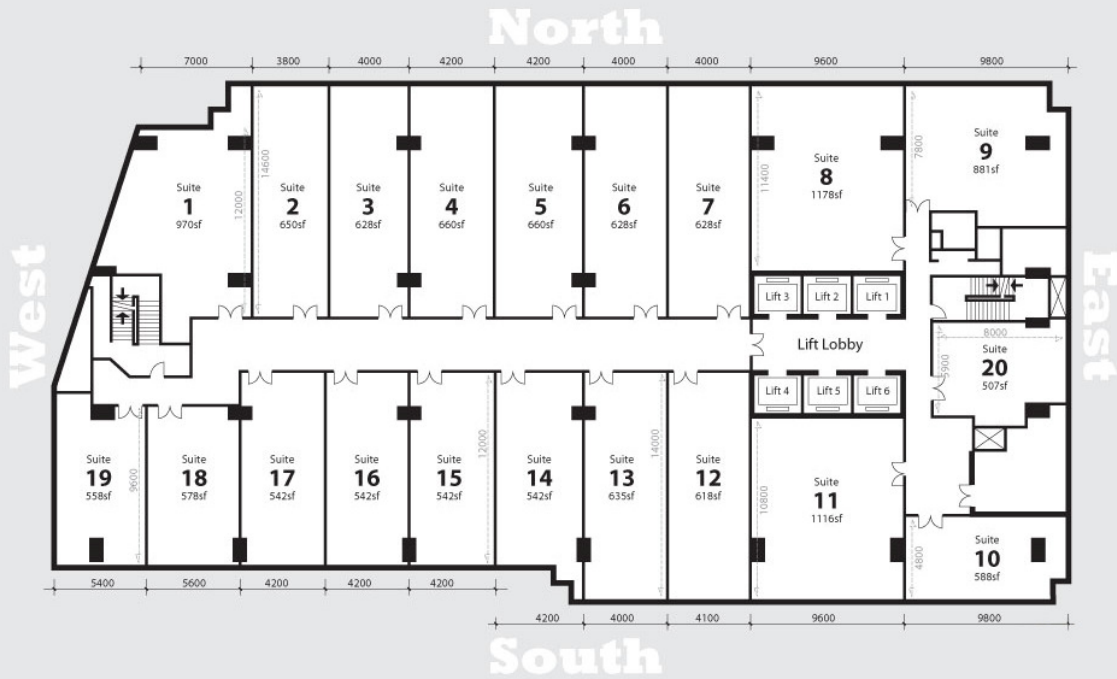 North
7000 3800 4000 4200 4200 4000 4000 9600 9800
West
East
Suite
1
970sf
12000
14600
Suite
2
650sf
Suite
3
628sf
Suite
4
660sf
Suite
5
660sf
Suite
6
628sf
Suite
7
628sf
11400
Suite
8
1178sf
7800
Suite
9
881sf
Lift 3
Lift 2
Lift 1
Lift Lobby
Lift 4
Lift 5
Lift 6
8000
5900
Suite
20
507sf
Suite
19
558sf
9600
Suite
18
578sf
Suite
17
542sf
Suite
16
542sf
Suite
15
542sf
12000
Suite
14
542sf
Suite
13
635sf
14000
Suite
12
618sf
10800
Suite
11
1116sf
4800
Suite
10
588sf
5400 5600 4200 4200 4200
4200 4000 4100 9600 9800
South